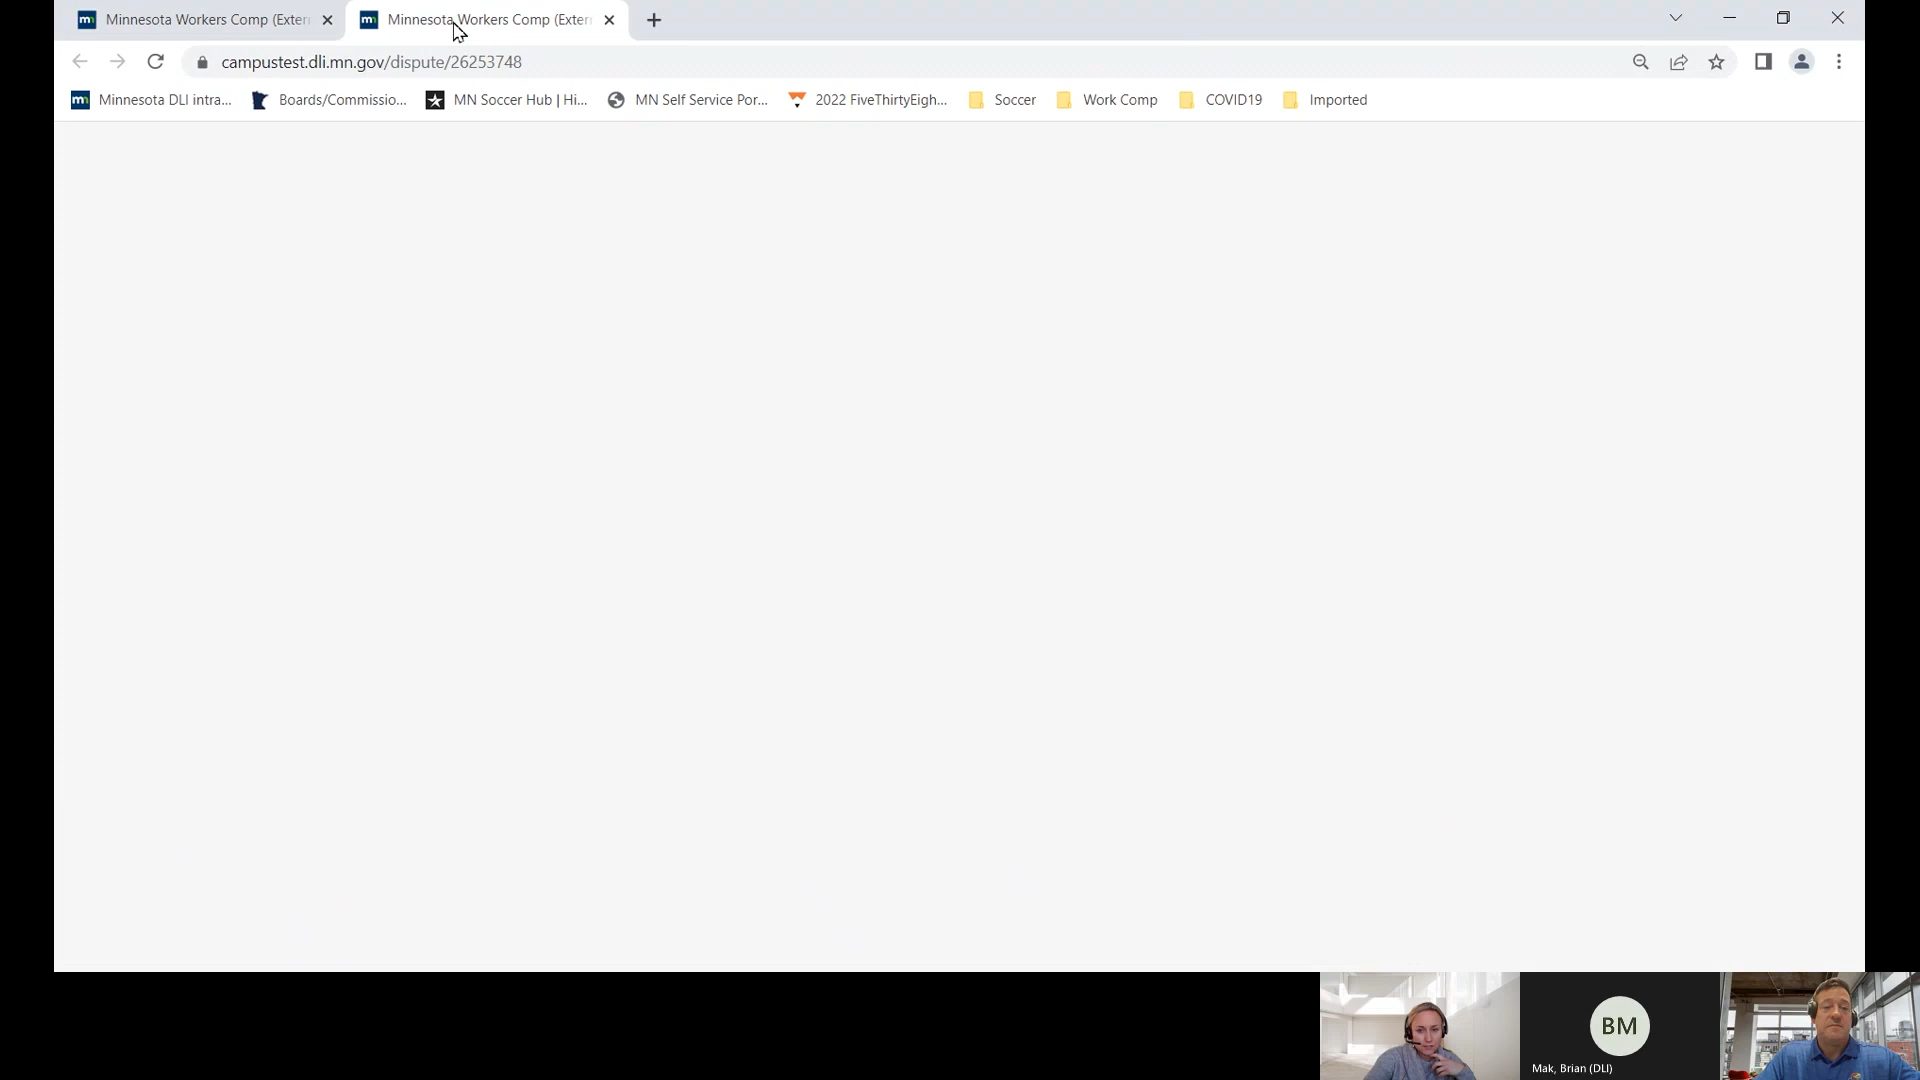 Minnesota Workers Comp (Exter
Minnesota Workers Comp (Exter
campustest.dli.mn.gov/dispute/26253748
Minnesota DLI intra...
Boards/Commissio...
MN Soccer Hub | Hi...
MN Self Service Por...
2022 FiveThirtyEigh...
Soccer
Work Comp
COVID19
Imported
BM
Mak, Brian (DLI)